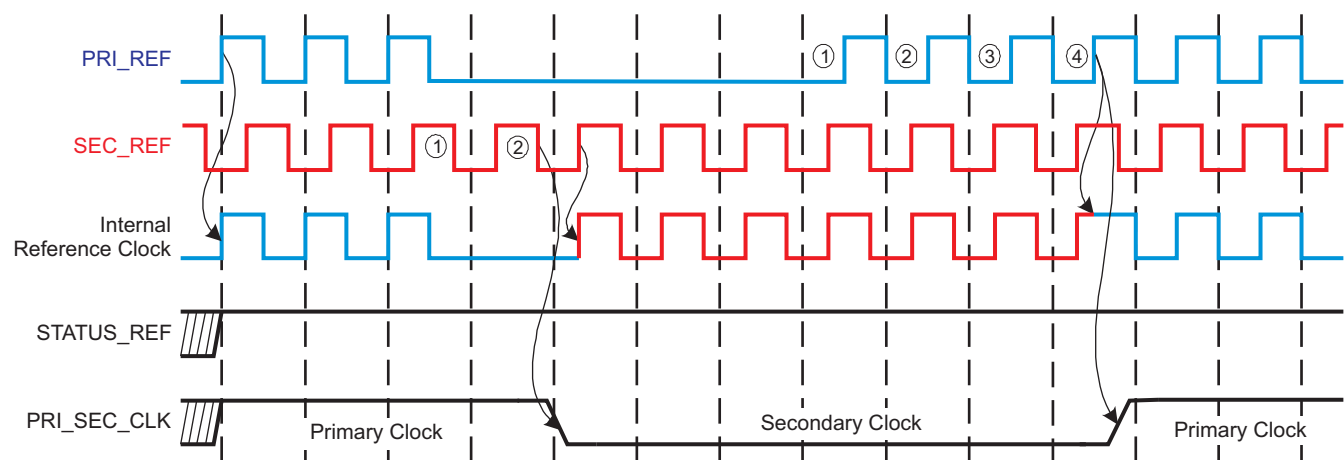 PRI_REF
① ② ③ ④
SEC_REF
① ②
Internal
Reference Clock
STATUS_REF
PRI_SEC_CLK
Primary Clock
Secondary Clock
Primary Clock